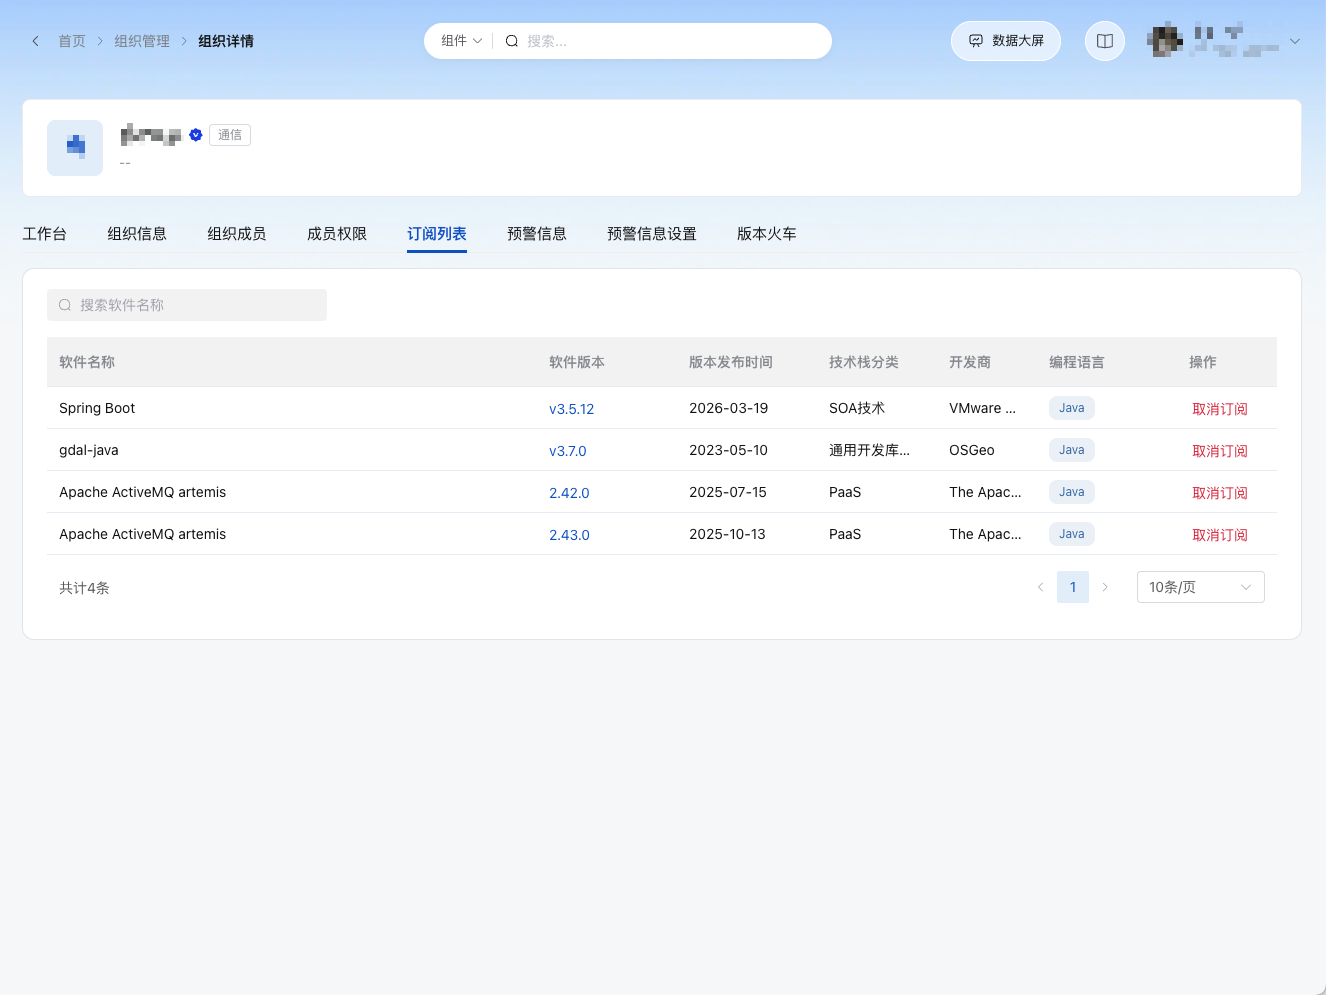 首页 > 组织管理 > 组织详情
组件
搜索...
数据大屏
通信
--
工作台 组织信息 组织成员 成员权限 订阅列表 预警信息 预警信息设置 版本火车
搜索软件名称
软件名称 软件版本 版本发布时间 技术栈分类 开发商 编程语言 操作
Spring Boot v3.5.12 2026-03-19 SOA技术 VMware ... Java 取消订阅
gdal-java v3.7.0 2023-05-10 通用开发库... OSGeo Java 取消订阅
Apache ActiveMQ artemis 2.42.0 2025-07-15 PaaS The Apac... Java 取消订阅
Apache ActiveMQ artemis 2.43.0 2025-10-13 PaaS The Apac... Java 取消订阅
共计4条 1 10条/页